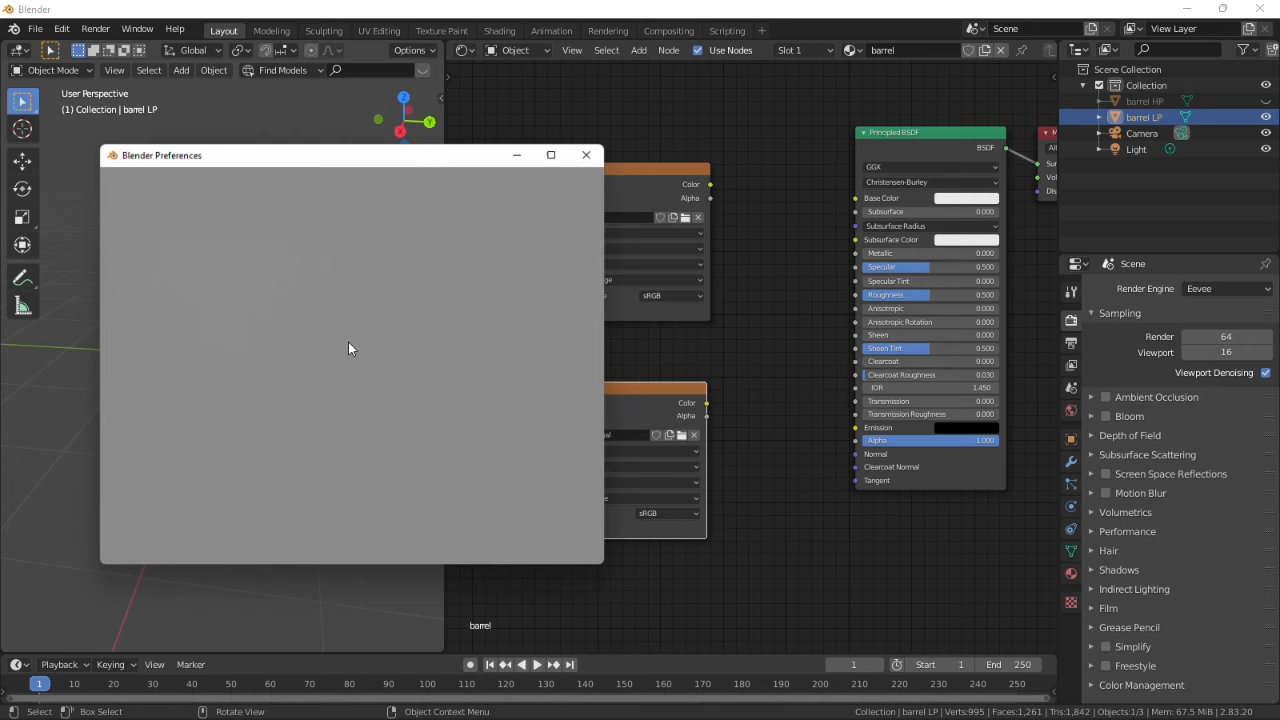 Blender
File Edit Render Window Help Layout Modeling Sculpting UV Editing Texture Paint Shading Animation Rendering Compositing Scripting + Scene View Layer
Global Options Object View Select Add Node Use Nodes Slot 1 barrel
Object Mode View Select Add Object Find Models
User Perspective
(1) Collection | barrel LP
Z
Y
X
Blender Preferences
Color
Alpha
ge
sRGB
Color
Alpha
al
e
sRGB
barrel
Principled BSDF
BSDF
GGX
Christensen-Burley
Base Color
Subsurface 0.000
Subsurface Radius
Subsurface Color
Metallic 0.000
Specular 0.500
Specular Tint 0.000
Roughness 0.500
Anisotropic 0.000
Anisotropic Rotation 0.000
Sheen 0.000
Sheen Tint 0.500
Clearcoat 0.000
Clearcoat Roughness 0.030
IOR 1.450
Transmission 0.000
Transmission Roughness 0.000
Emission
Alpha 1.000
Normal
Clearcoat Normal
Tangent
M
All
Sur
Vol
Dis
Scene Collection
Collection
barrel HP
barrel LP
Camera
Light
Scene
Render Engine Eevee
Sampling
Render 64
Viewport 16
Viewport Denoising
Ambient Occlusion
Bloom
Depth of Field
Subsurface Scattering
Screen Space Reflections
Motion Blur
Volumetrics
Performance
Hair
Shadows
Indirect Lighting
Film
Grease Pencil
Simplify
Freestyle
Color Management
Playback Keying View Marker 1 Start 1 End 250
1 10 20 30 40 50 60 70 80 90 100 110 120 130 140 150 160 170 180 190 200 210 220 230 240 250
Select Box Select Rotate View Object Context Menu Collection | barrel LP | Verts:995 | Faces:1,261 | Tris:1,842 | Objects:1/3 | Mem: 67.5 MiB | 2.83.20